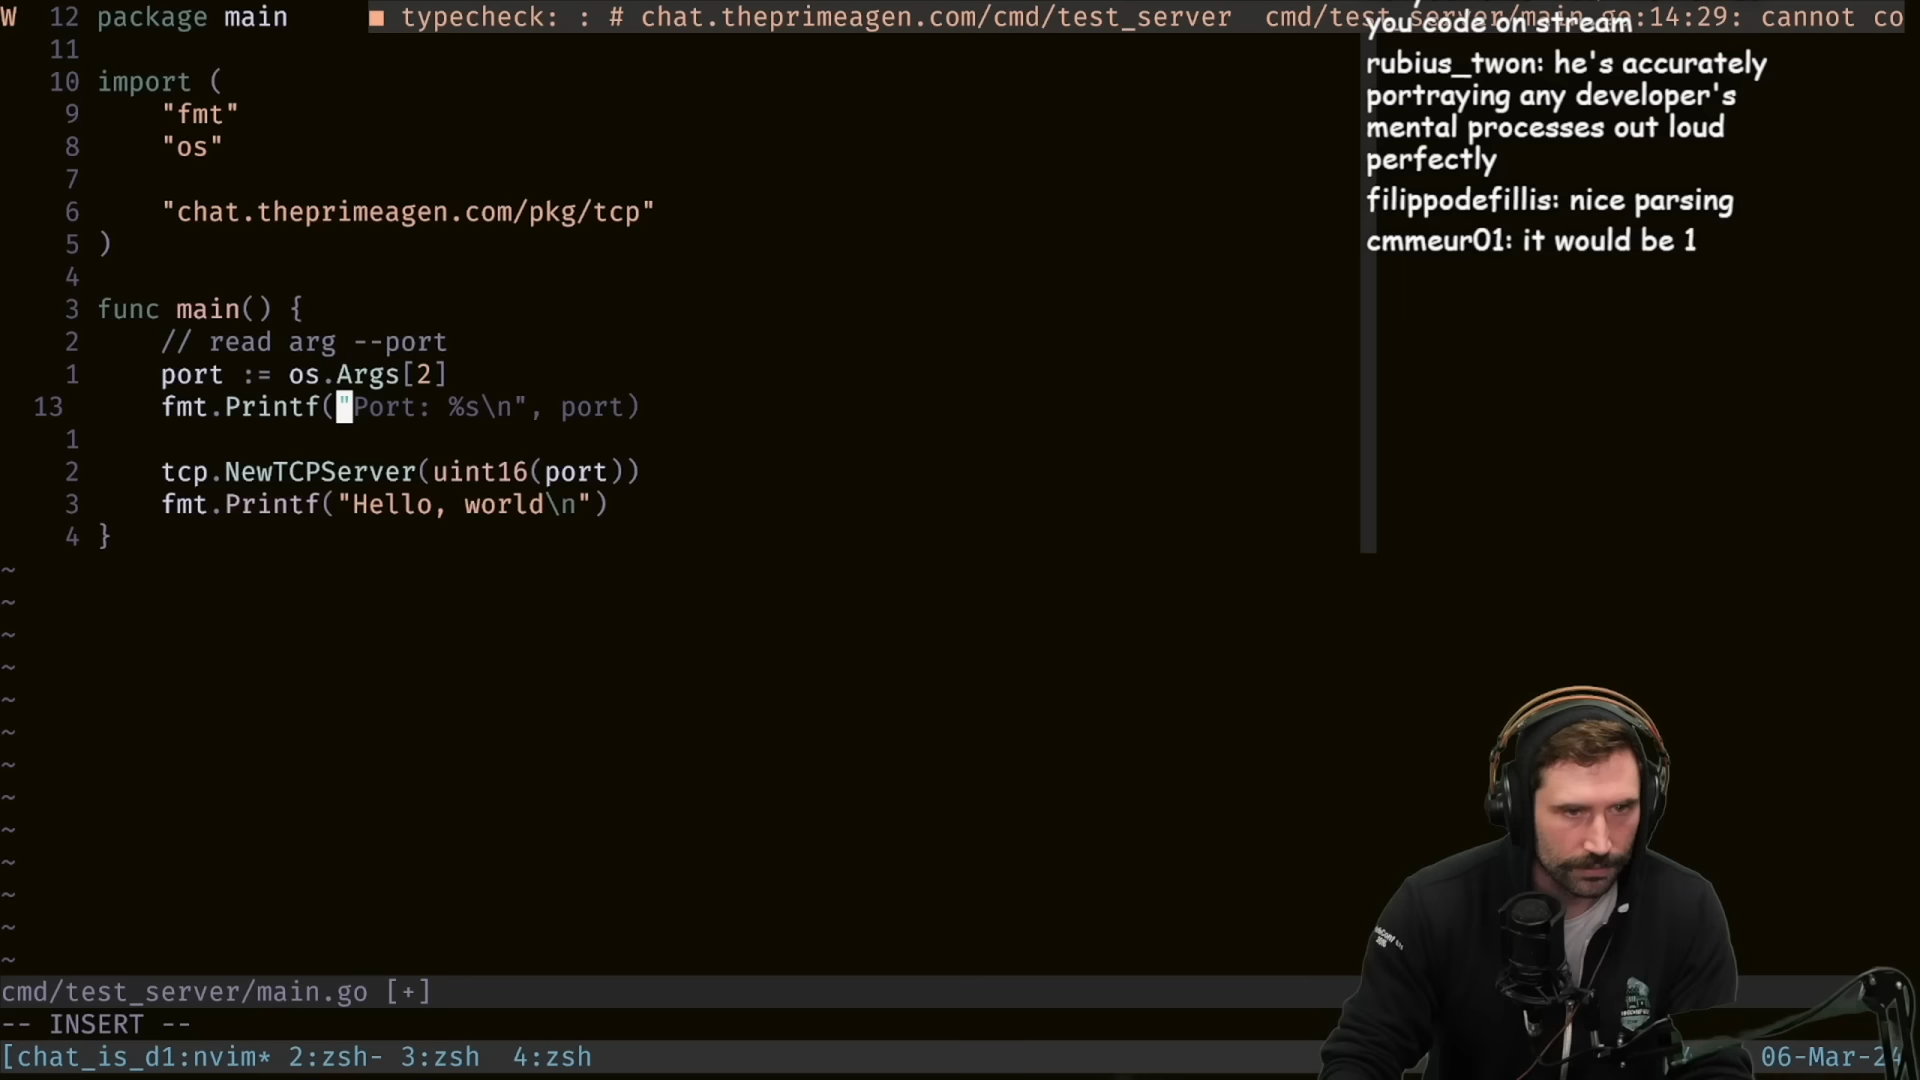 W 12 package main ■ typecheck: : # chat.theprimeagen.com/cmd/test_server cmd/test_server/main.go:14:29: cannot co
11
10 import (
9 "fmt"
8 "os"
7
6 "chat.theprimeagen.com/pkg/tcp"
5 )
4
3 func main() {
2 // read arg --port
1 port := os.Args[2]
13 fmt.Printf("Port: %s\n", port)
1
2 tcp.NewTCPServer(uint16(port))
3 fmt.Printf("Hello, world\n")
4 }
~
~
~
~
~
~
~
~
~
~
~
~
~
you code on stream
rubius_twon: he's accurately
portraying any developer's
mental processes out loud
perfectly
filippodefillis: nice parsing
cmmeur01: it would be 1
cmd/test_server/main.go [+]
-- INSERT --
[chat_is_d1:nvim* 2:zsh- 3:zsh 4:zsh 06-Mar-24